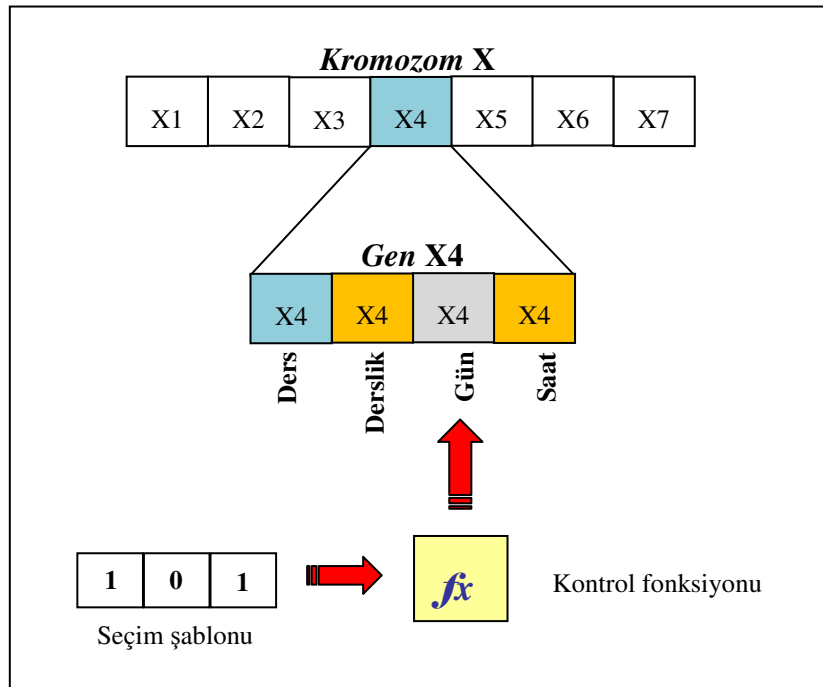 Kromozom X
X1 X2 X3 X4 X5 X6 X7
Gen X4
X4 X4 X4 X4
Ders Derslik Gün Saat
1 0 1
fx
Kontrol fonksiyonu
Seçim şablonu